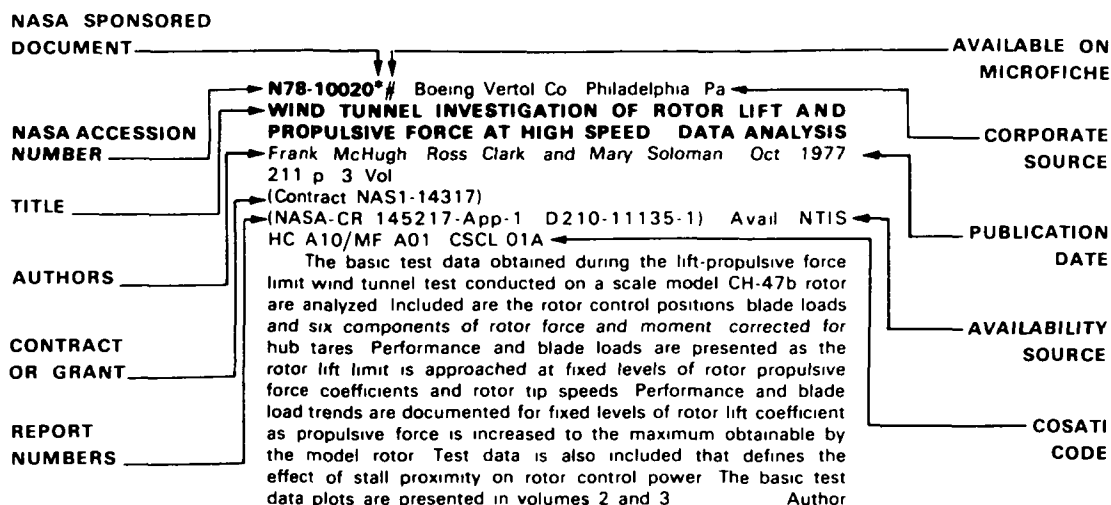 NASA SPONSORED
DOCUMENT
AVAILABLE ON
MICROFICHE
N78-10020*# Boeing Vertol Co Philadelphia Pa
WIND TUNNEL INVESTIGATION OF ROTOR LIFT AND
PROPULSIVE FORCE AT HIGH SPEED DATA ANALYSIS
NASA ACCESSION
NUMBER
CORPORATE
SOURCE
Frank McHugh Ross Clark and Mary Soloman Oct 1977
211 p 3 Vol
TITLE
(Contract NAS1-14317)
(NASA-CR 145217-App-1 D210-11135-1) Avail NTIS
HC A10/MF A01 CSCL 01A
PUBLICATION
DATE
AUTHORS
The basic test data obtained during the lift-propulsive force
limit wind tunnel test conducted on a scale model CH-47b rotor
are analyzed Included are the rotor control positions blade loads
and six components of rotor force and moment corrected for
hub tares Performance and blade loads are presented as the
rotor lift limit is approached at fixed levels of rotor propulsive
force coefficients and rotor tip speeds Performance and blade
load trends are documented for fixed levels of rotor lift coefficient
as propulsive force is increased to the maximum obtainable by
the model rotor Test data is also included that defines the
effect of stall proximity on rotor control power The basic test
data plots are presented in volumes 2 and 3 Author
CONTRACT
OR GRANT
AVAILABILITY
SOURCE
REPORT
NUMBERS
COSATI
CODE